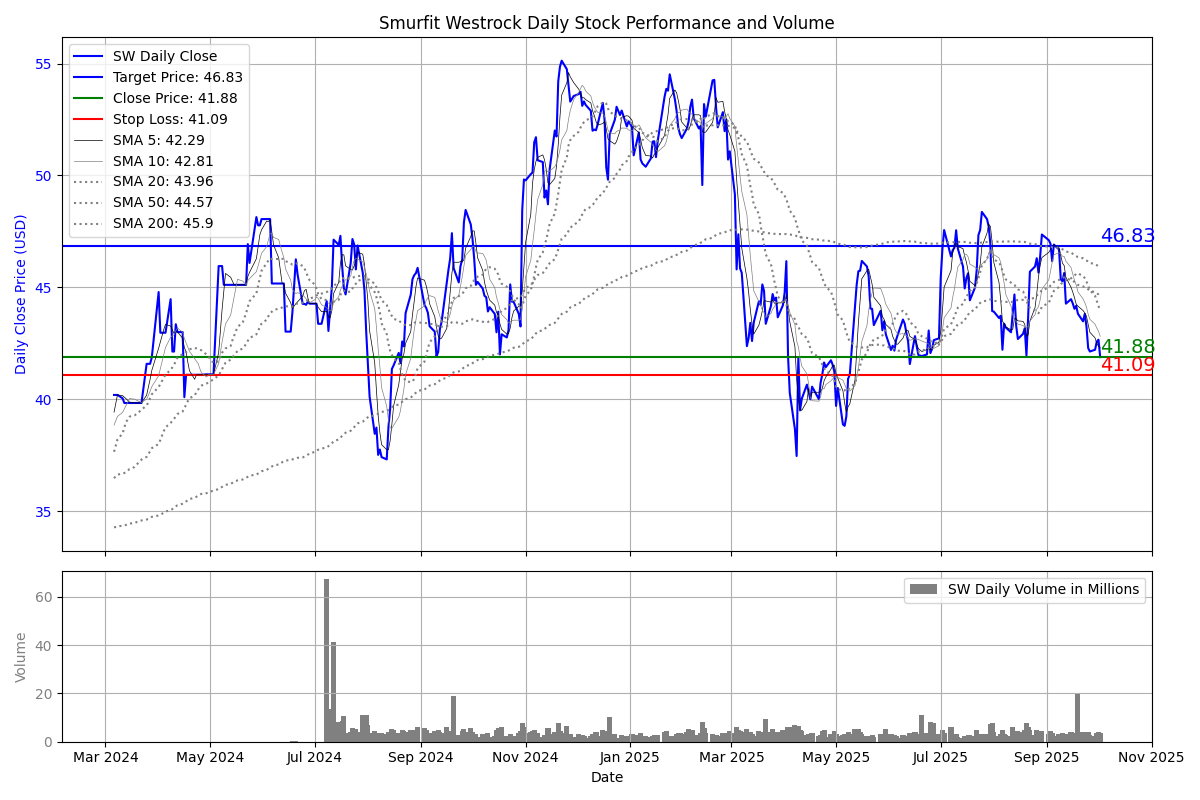 Smurfit Westrock Daily Stock Performance and Volume
Daily Close Price (USD)
55
50
45
40
35
SW Daily Close
Target Price: 46.83
Close Price: 41.88
Stop Loss: 41.09
SMA 5: 42.29
SMA 10: 42.81
SMA 20: 43.96
SMA 50: 44.57
SMA 200: 45.9
46.83
41.88
41.09
Volume
60
40
20
0
SW Daily Volume in Millions
Mar 2024 May 2024 Jul 2024 Sep 2024 Nov 2024 Jan 2025 Mar 2025 May 2025 Jul 2025 Sep 2025 Nov 2025
Date